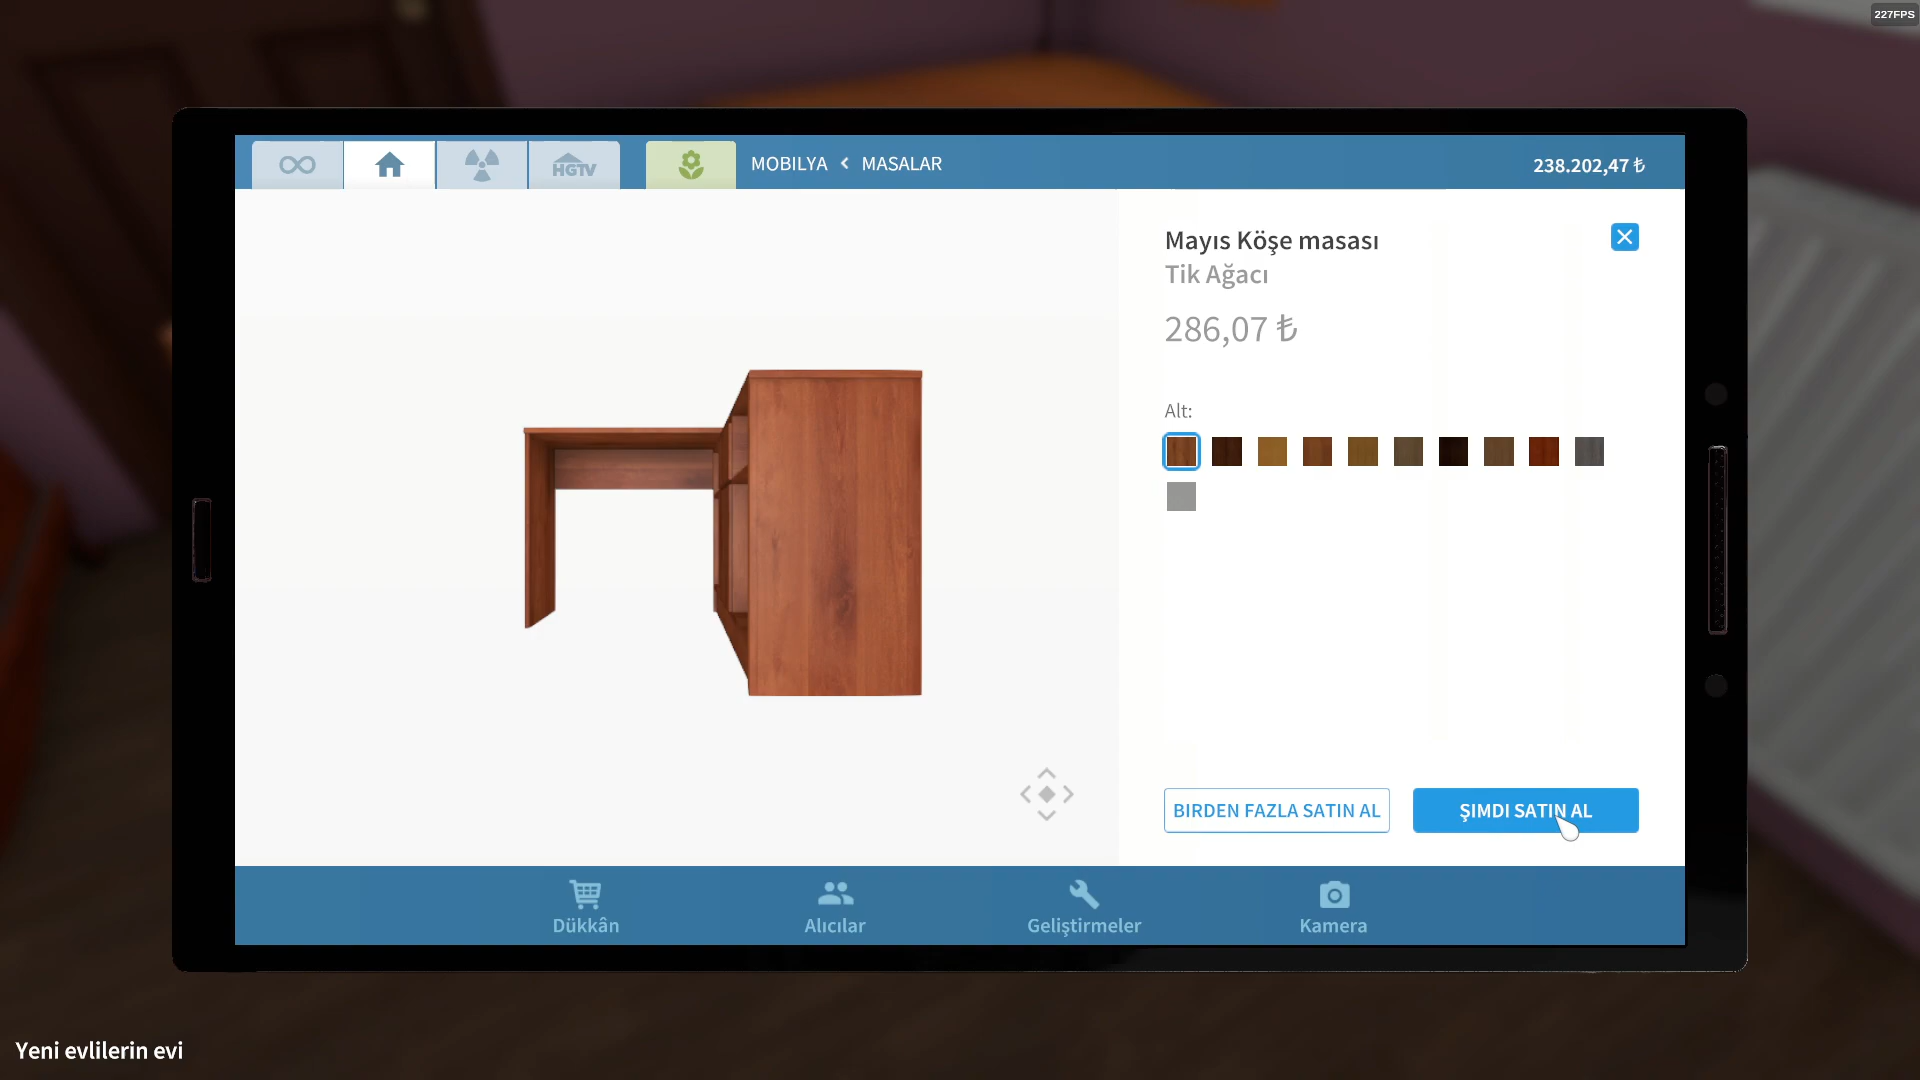 227FPS
HGTV
MOBILYA < MASALAR
238.202,47 ₺
Mayıs Köşe masası
Tik Ağacı
286,07 ₺
Alt:
BIRDEN FAZLA SATIN AL
ŞIMDI SATIN AL
Dükkân
Alıcılar
Geliştirmeler
Kamera
Yeni evlilerin evi